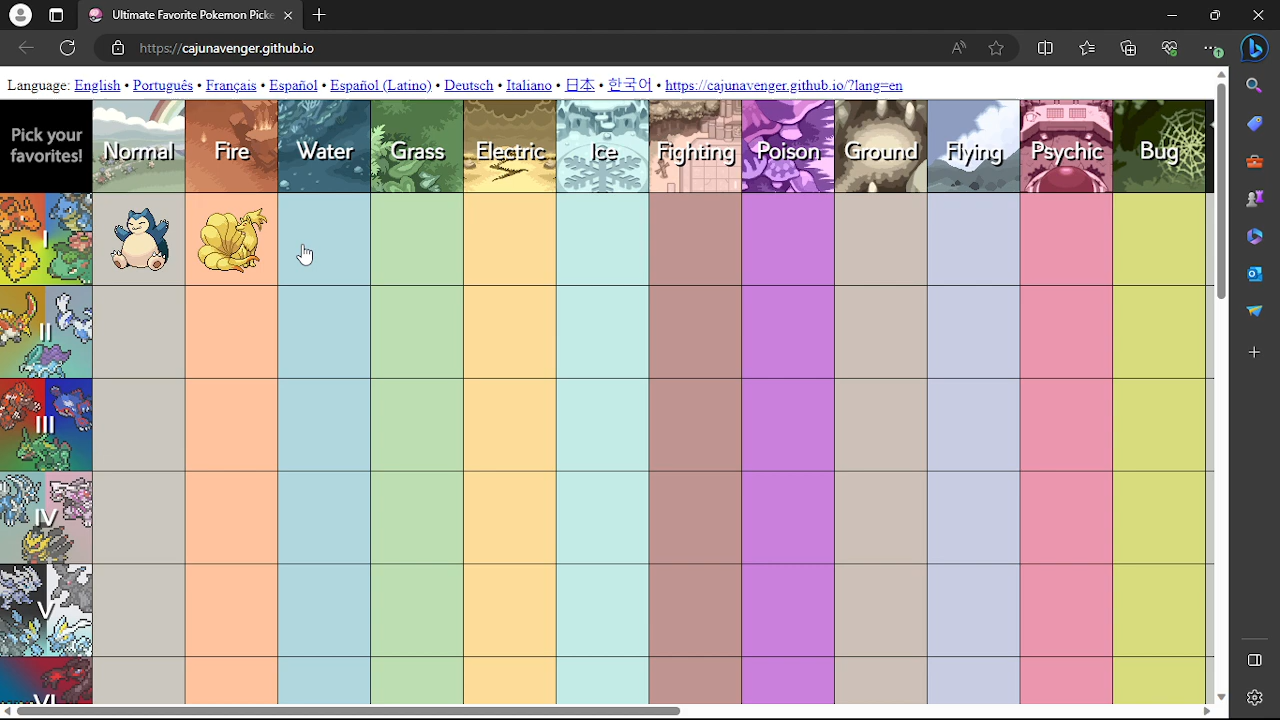 Ultimate Favorite Pokemon Picke
https://cajunavenger.github.io
Language: English • Português • Français • Español • Español (Latino) • Deutsch • Italiano • 日本 • 한국어 • https://cajunavenger.github.io/?lang=en
Pick your favorites! Normal Fire Water Grass Electric Ice Fighting Poison Ground Flying Psychic Bug
I
II
III
IV
V
VI